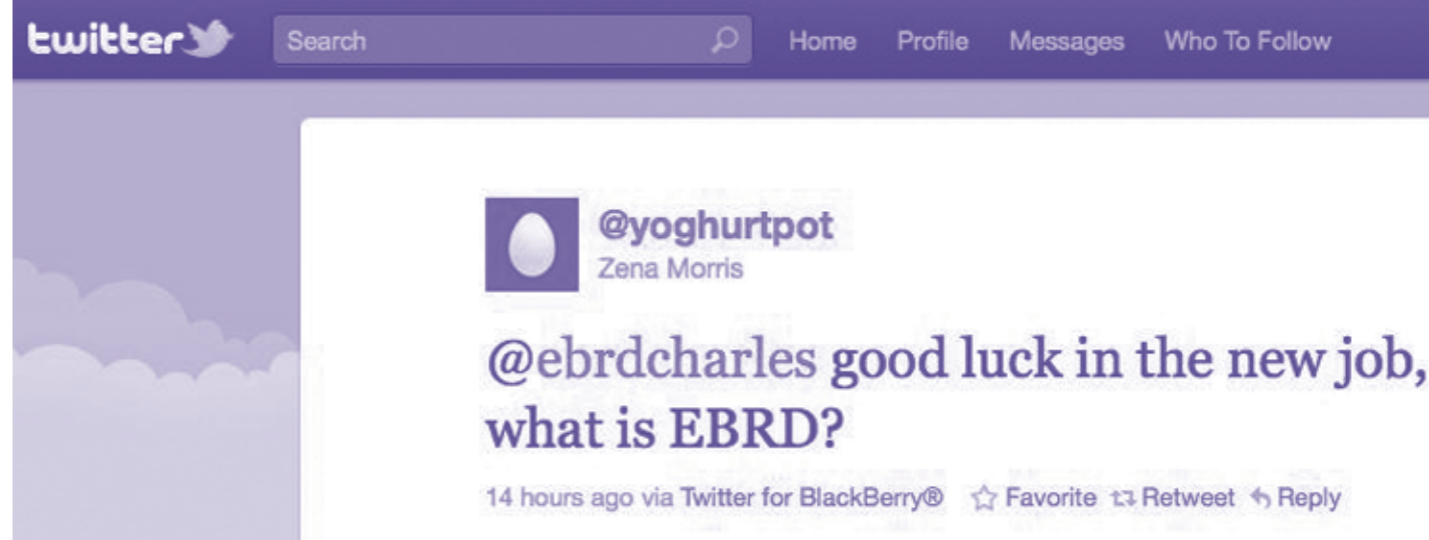 twitter Search Home Profile Messages Who To Follow
@yoghurtpot
Zena Morris
@ebrdcharles good luck in the new job,
what is EBRD?
14 hours ago via Twitter for BlackBerry® Favorite Retweet Reply